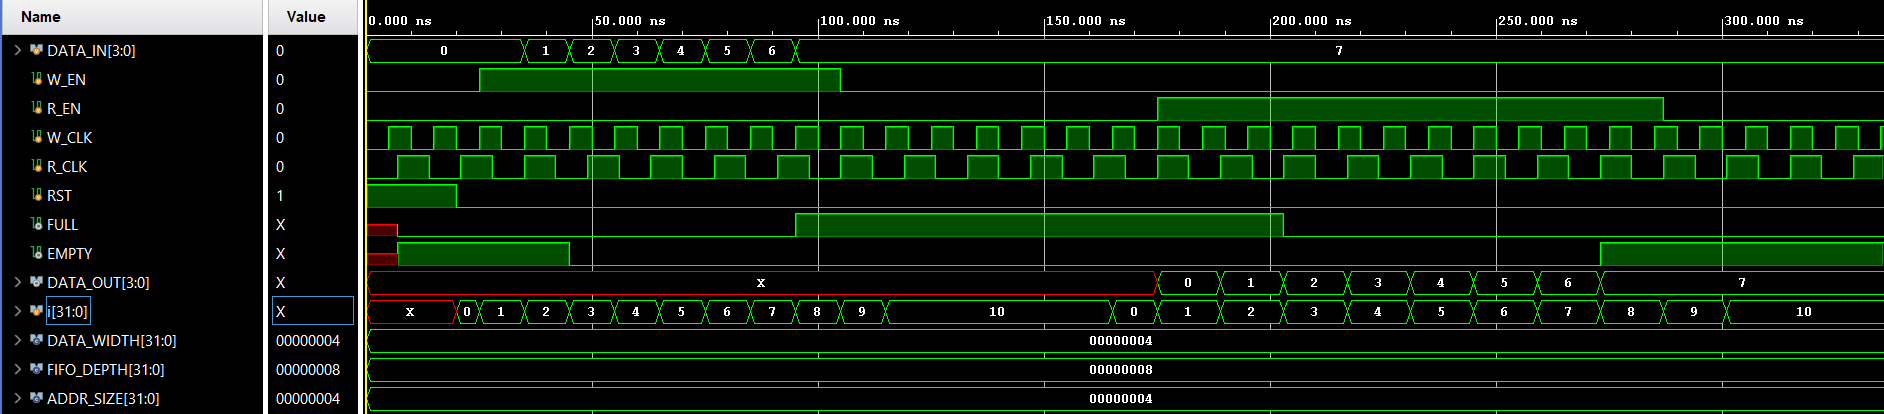 Name Value 0.000 ns 50.000 ns 100.000 ns 150.000 ns 200.000 ns 250.000 ns 300.000 ns
DATA_IN[3:0] 0 0 1 2 3 4 5 6 7
W_EN 0
R_EN 0
W_CLK 0
R_CLK 0
RST 1
FULL X
EMPTY X
DATA_OUT[3:0] X X 0 1 2 3 4 5 6 7
i[31:0] X X 0 1 2 3 4 5 6 7 8 9 10 0 1 2 3 4 5 6 7 8 9 10
DATA_WIDTH[31:0] 00000004 00000004
FIFO_DEPTH[31:0] 00000008 00000008
ADDR_SIZE[31:0] 00000004 00000004